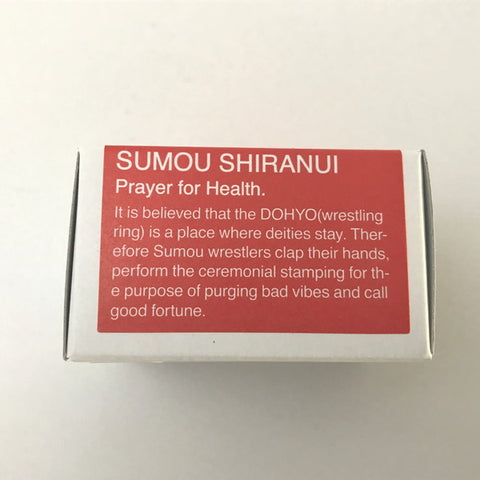 SUMOU SHIRANUI
Prayer for Health.
It is believed that the DOHYO(wrestling
ring) is a place where deities stay. Ther-
efore Sumou wrestlers clap their hands,
perform the ceremonial stamping for th-
e purpose of purging bad vibes and call
good fortune.